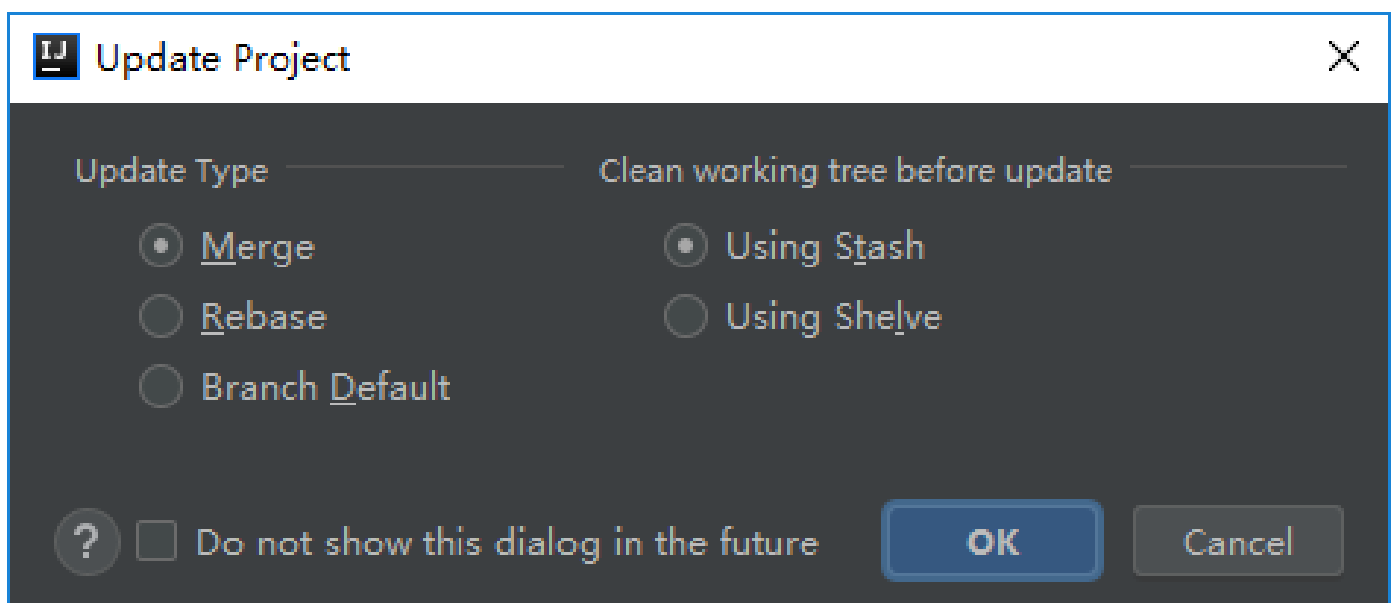 IJ Update Project
Update Type Clean working tree before update
Merge Using Stash
Rebase Using Shelve
Branch Default
? Do not show this dialog in the future OK Cancel